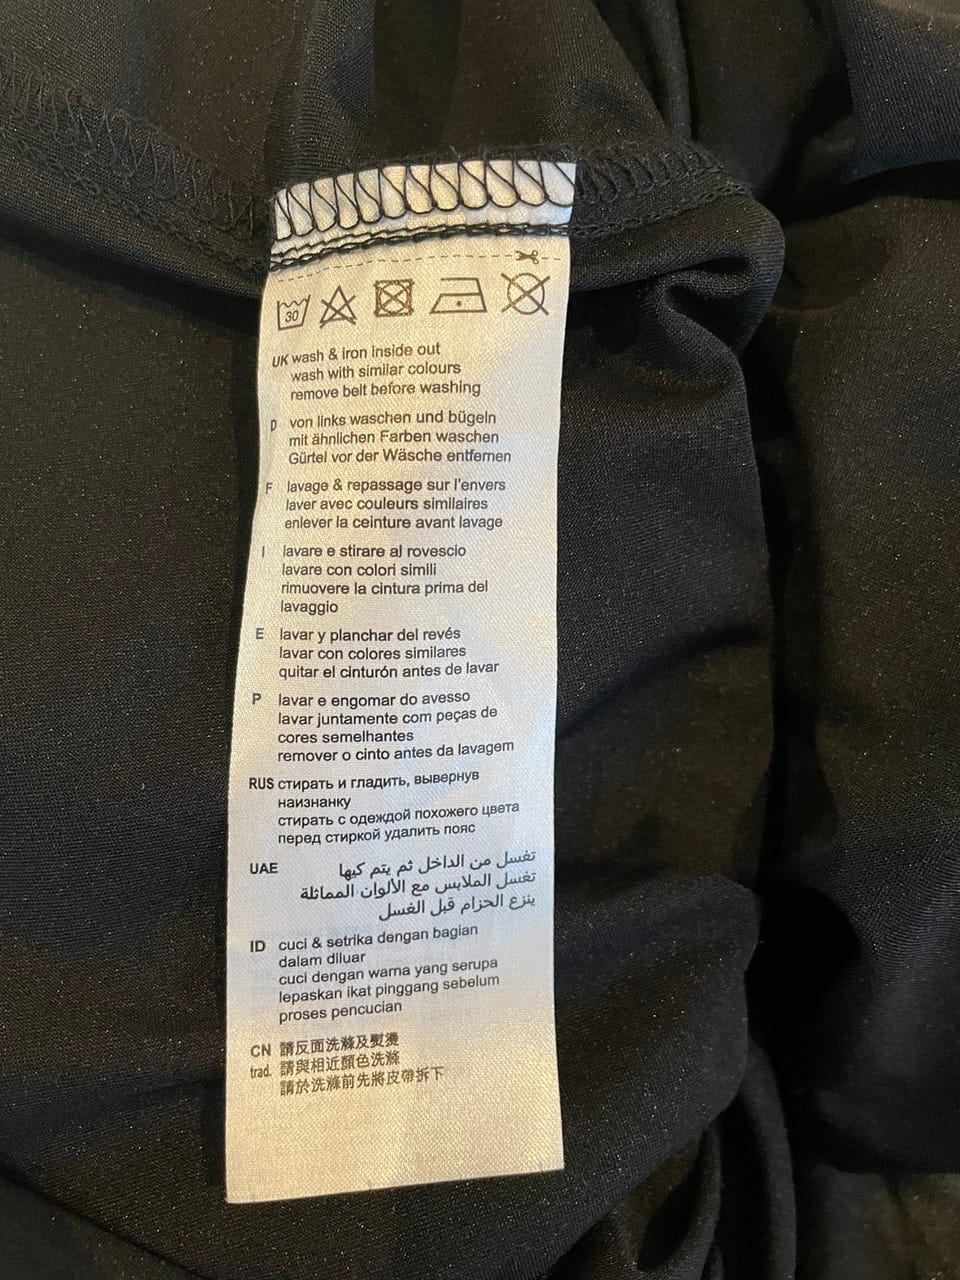 30
UK wash & iron inside out
wash with similar colours
remove belt before washing
D von links waschen und bügeln
mit ähnlichen Farben waschen
Gürtel vor der Wäsche entfernen
F lavage & repassage sur l'envers
laver avec couleurs similaires
enlever la ceinture avant lavage
I lavare e stirare al rovescio
lavare con colori simili
rimuovere la cintura prima del
lavaggio
E lavar y planchar del revés
lavar con colores similares
quitar el cinturón antes de lavar
P lavar e engomar do avesso
lavar juntamente com peças de
cores semelhantes
remover o cinto antes da lavagem
RUS стирать и гладить, вывернув
наизнанку
стирать с одеждой похожего цвета
перед стиркой удалить пояс
UAE تغسل من الداخل ثم يتم كيها
تغسل الملابس مع الألوان المماثلة
ينزع الحزام قبل الغسل
ID cuci & setrika dengan bagian
dalam diluar
cuci dengan warna yang serupa
lepaskan ikat pinggang sebelum
proses pencucian
CN 請反面洗滌及熨燙
trad. 請與相近顏色洗滌
請於洗滌前先將皮帶拆下